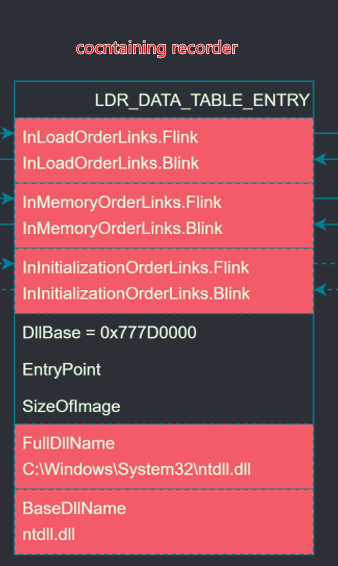 cocntaining recorder
LDR_DATA_TABLE_ENTRY
InLoadOrderLinks.Flink
InLoadOrderLinks.Blink
InMemoryOrderLinks.Flink
InMemoryOrderLinks.Blink
InInitializationOrderLinks.Flink
InInitializationOrderLinks.Blink
DllBase = 0x777D0000
EntryPoint
SizeOfImage
FullDllName
C:\Windows\System32\ntdll.dll
BaseDllName
ntdll.dll